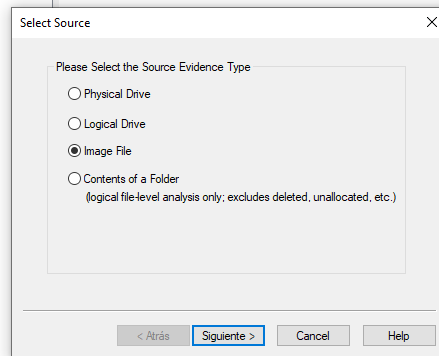 Select Source
Please Select the Source Evidence Type
Physical Drive
Logical Drive
Image File
Contents of a Folder
(logical file-level analysis only; excludes deleted, unallocated, etc.)
< Atrás Siguiente > Cancel Help